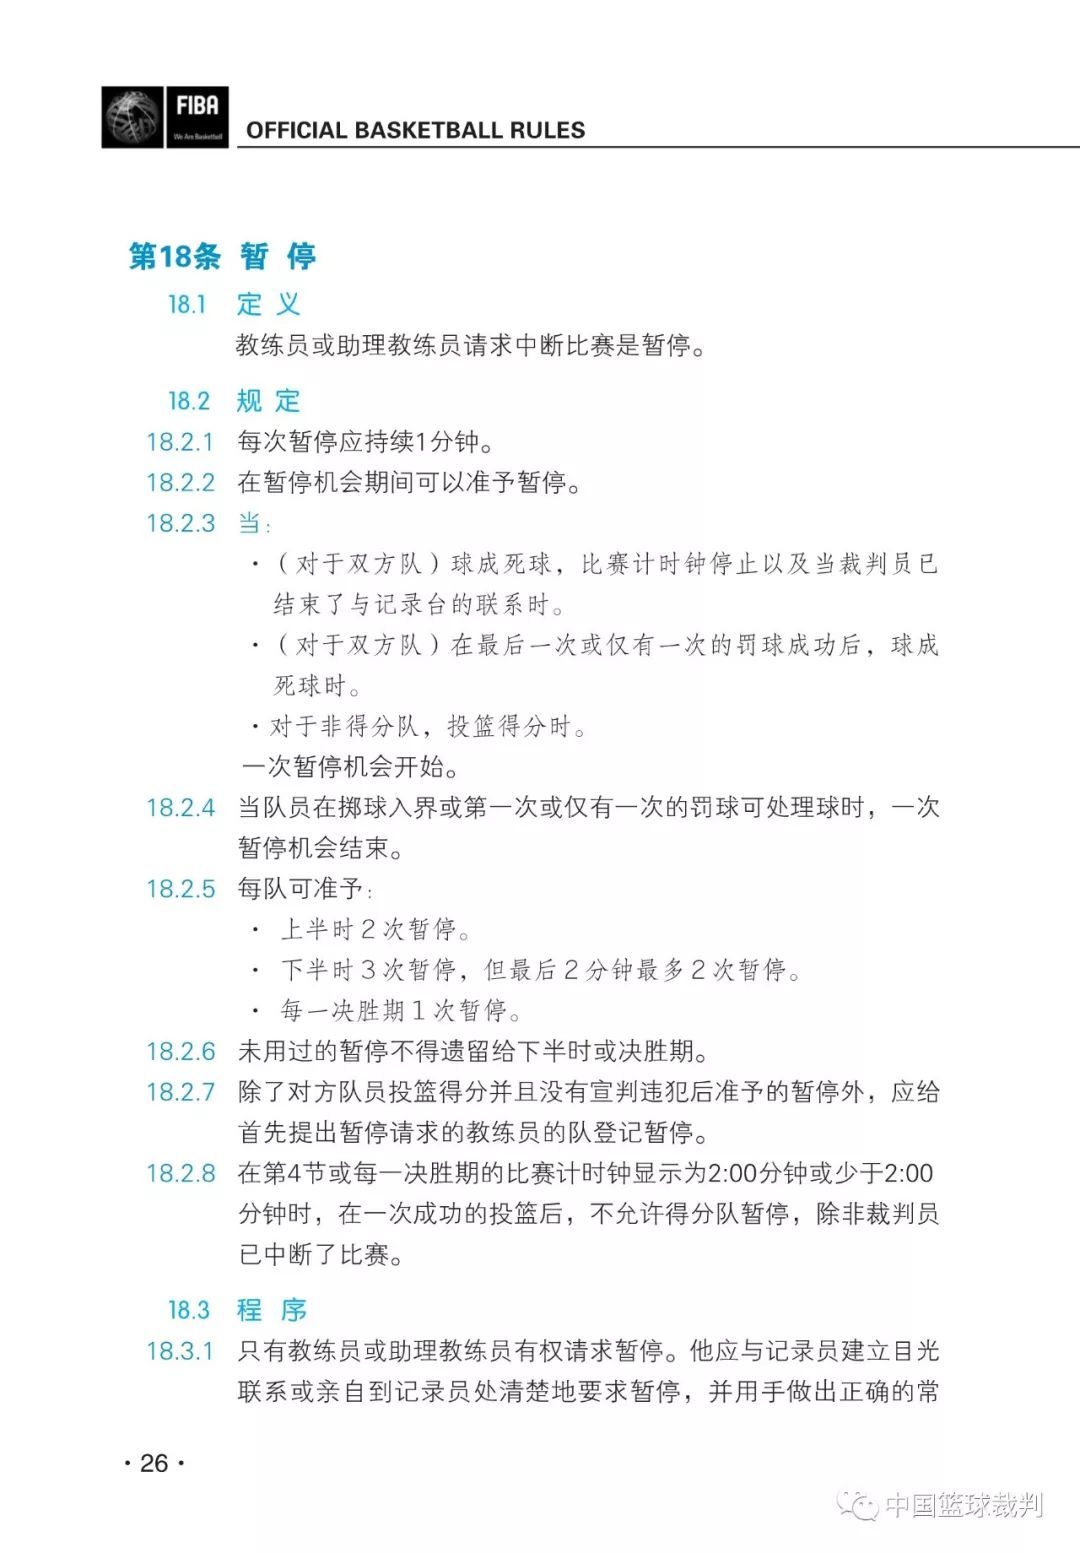 FIBA
We Are Basketball
OFFICIAL BASKETBALL RULES
第18条 暂 停
18.1 定 义
教练员或助理教练员请求中断比赛是暂停。
18.2 规 定
18.2.1 每次暂停应持续1分钟。
18.2.2 在暂停机会期间可以准予暂停。
18.2.3 当:
·（对于双方队）球成死球，比赛计时钟停止以及当裁判员已
结束了与记录台的联系时。
·（对于双方队）在最后一次或仅有一次的罚球成功后，球成
死球时。
·对于非得分队，投篮得分时。
一次暂停机会开始。
18.2.4 当队员在掷球入界或第一次或仅有一次的罚球可处理球时，一次
暂停机会结束。
18.2.5 每队可准予:
· 上半时2次暂停。
· 下半时3次暂停，但最后2分钟最多2次暂停。
· 每一决胜期1次暂停。
18.2.6 未用过的暂停不得遗留给下半时或决胜期。
18.2.7 除了对方队员投篮得分并且没有宣判违犯后准予的暂停外，应给
首先提出暂停请求的教练员的队登记暂停。
18.2.8 在第4节或每一决胜期的比赛计时钟显示为2:00分钟或少于2:00
分钟时，在一次成功的投篮后，不允许得分队暂停，除非裁判员
已中断了比赛。
18.3 程 序
18.3.1 只有教练员或助理教练员有权请求暂停。他应与记录员建立目光
联系或亲自到记录员处清楚地要求暂停，并用手做出正确的常
· 26 ·
中国篮球裁判